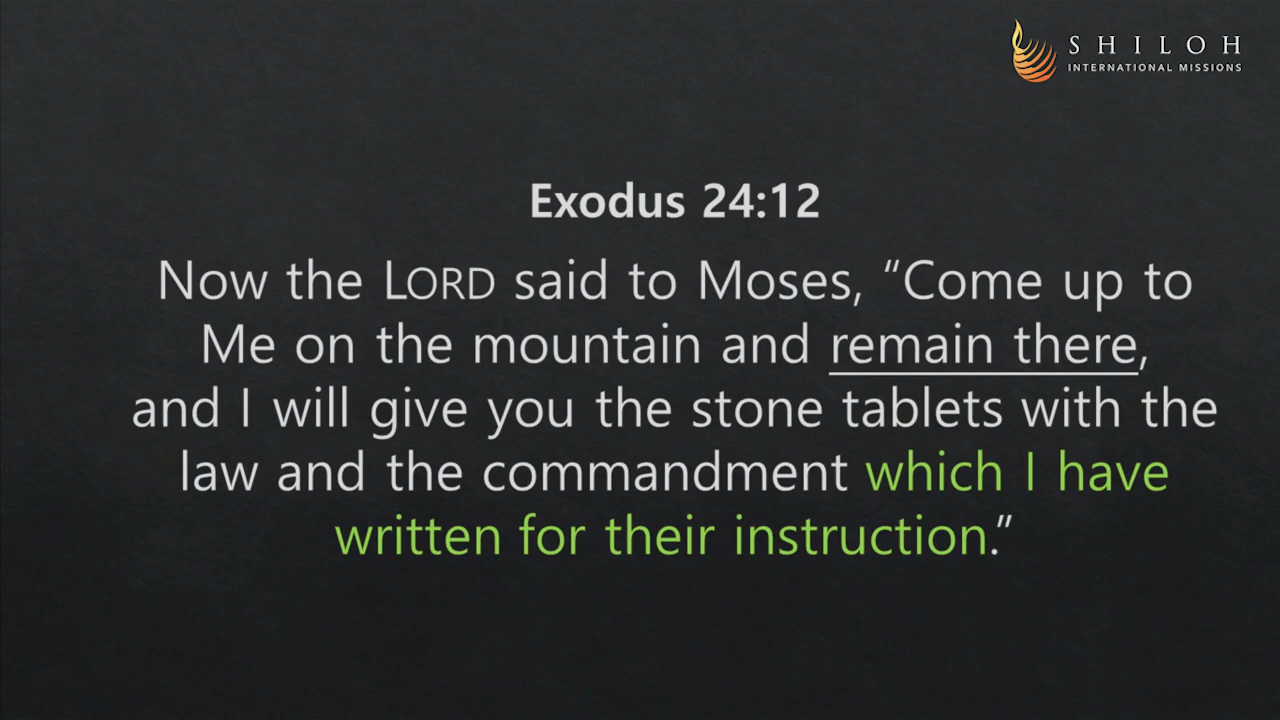 SHILOH
INTERNATIONAL MISSIONS
Exodus 24:12
Now the LORD said to Moses, “Come up to
Me on the mountain and remain there,
and I will give you the stone tablets with the
law and the commandment which I have
written for their instruction.”